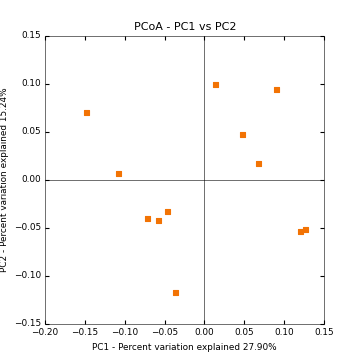 PCoA - PC1 vs PC2
0.15
0.10
0.05
0.00
−0.05
−0.10
−0.15
PC2 - Percent variation explained 15.24%
−0.20 −0.15 −0.10 −0.05 0.00 0.05 0.10 0.15
PC1 - Percent variation explained 27.90%